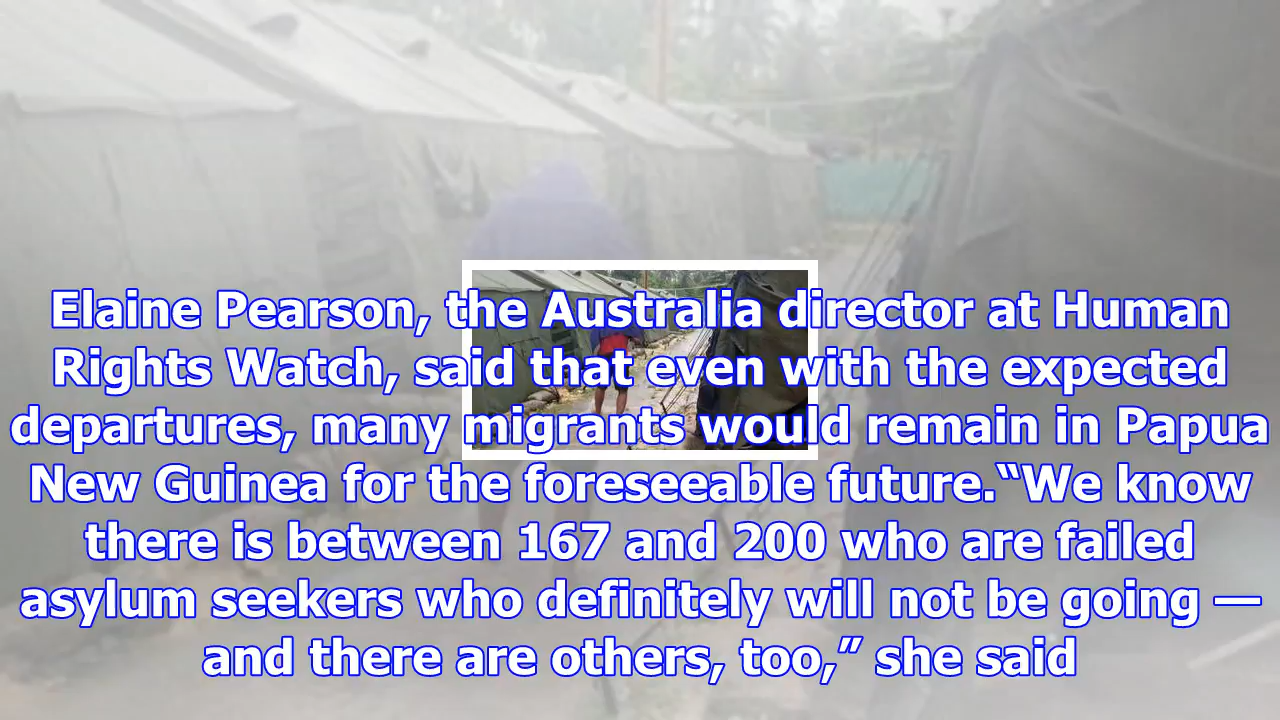 Elaine Pearson, the Australia director at Human
Rights Watch, said that even with the expected
departures, many migrants would remain in Papua
New Guinea for the foreseeable future.“We know
there is between 167 and 200 who are failed
asylum seekers who definitely will not be going —
and there are others, too,” she said